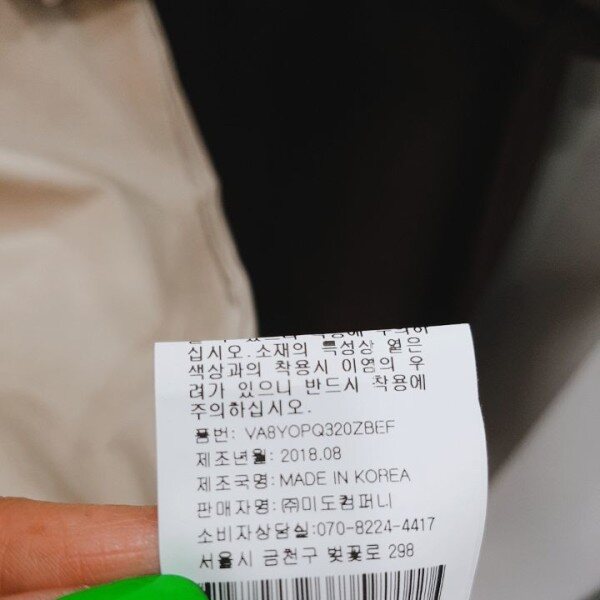 십시오.소재의 특성상 옅은
색상과의 착용시 이염의 우
려가 있으니 반드시 착용에
주의하십시오.
품번: VA8YOPQ320ZBEF
제조년월: 2018.08
제조국명: MADE IN KOREA
판매자명: ㈜미도컴퍼니
소비자상담실:070-8224-4417
서울시 금천구 벚꽃로 298